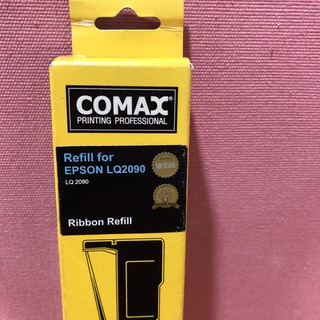 COMAX
PRINTING PROFESSIONAL
Refill for
EPSON LQ2090
LQ 2090
Ribbon Refill